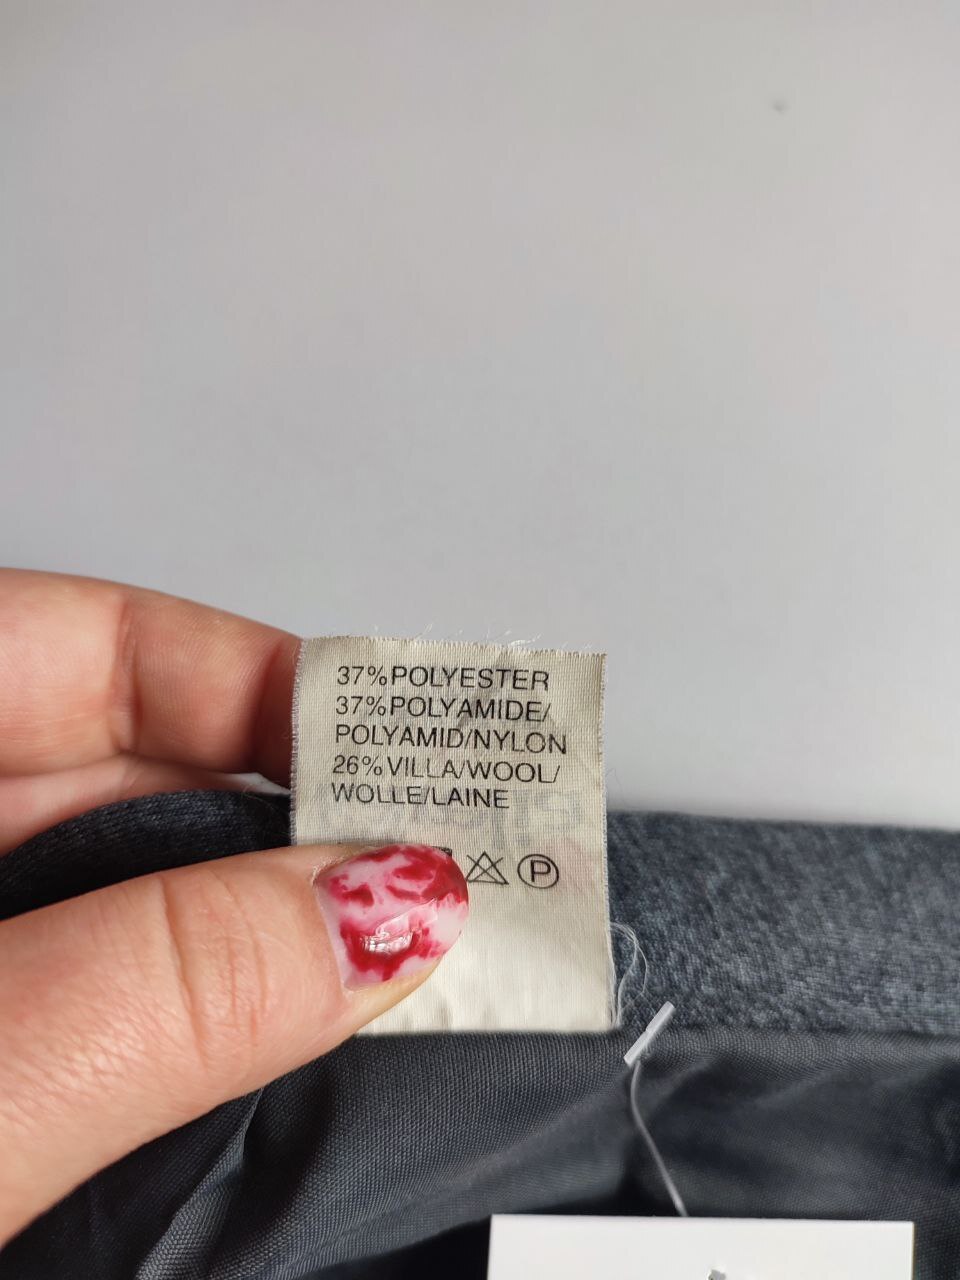 37%POLYESTER
37%POLYAMIDE/
POLYAMID/NYLON
26%VILLA/WOOL/
WOLLE/LAINE
P